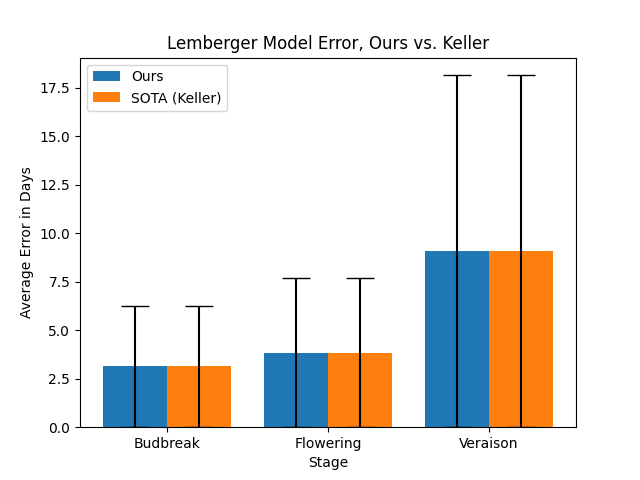 Lemberger Model Error, Ours vs. Keller
Ours
SOTA (Keller)
17.5
15.0
12.5
10.0
7.5
5.0
2.5
0.0
Average Error in Days
Budbreak
Flowering
Veraison
Stage